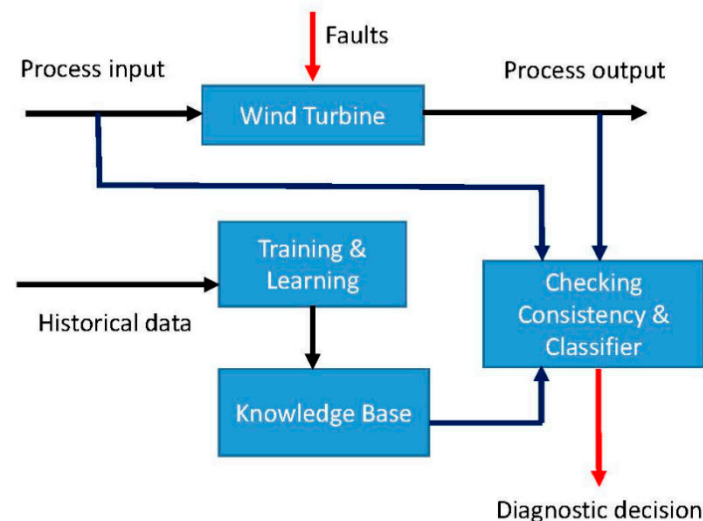 Faults
Process input
Process output
Wind Turbine
Training &
Learning
Historical data
Checking
Consistency &
Classifier
Knowledge Base
Diagnostic decision